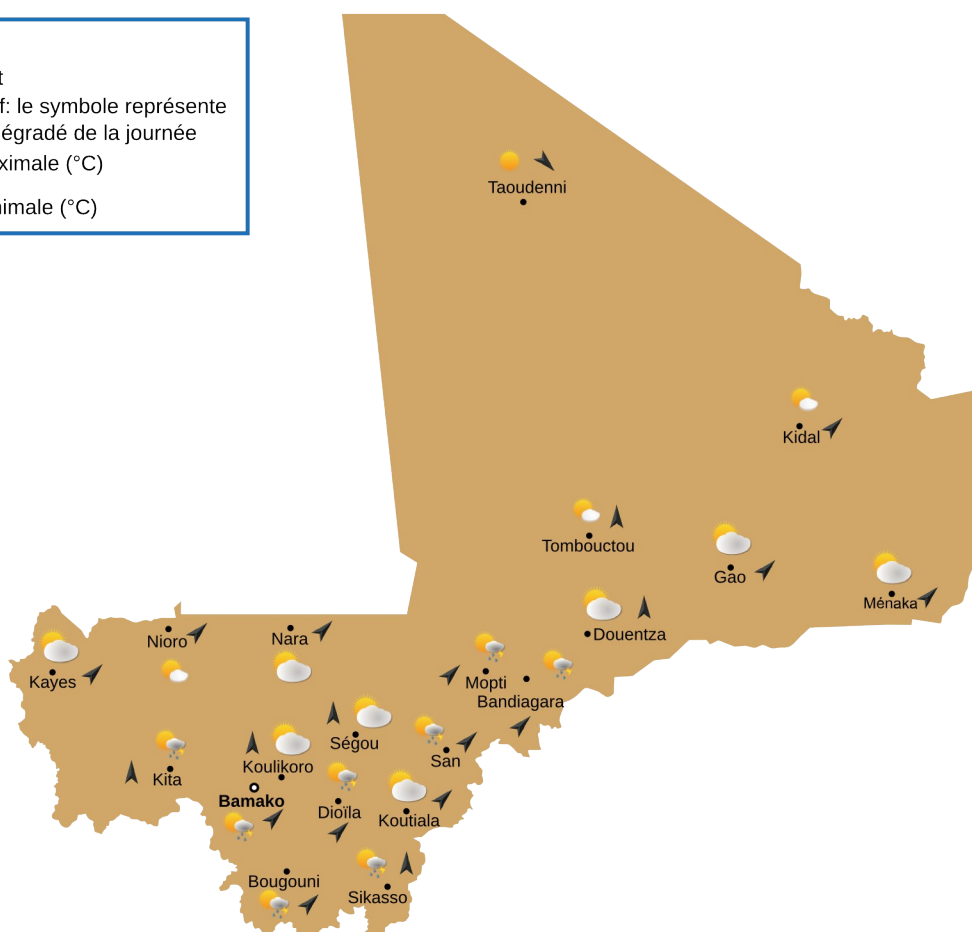 t
f: le symbole représente
égradé de la journée
ximale (°C)
nimale (°C)
Taoudenni
Kidal
Tombouctou
Gao
Ménaka
Douentza
Nioro
Nara
Kayes
Mopti
Bandiagara
Ségou
San
Koulikoro
Kita
Bamako
Dioïla
Koutiala
Bougouni
Sikasso